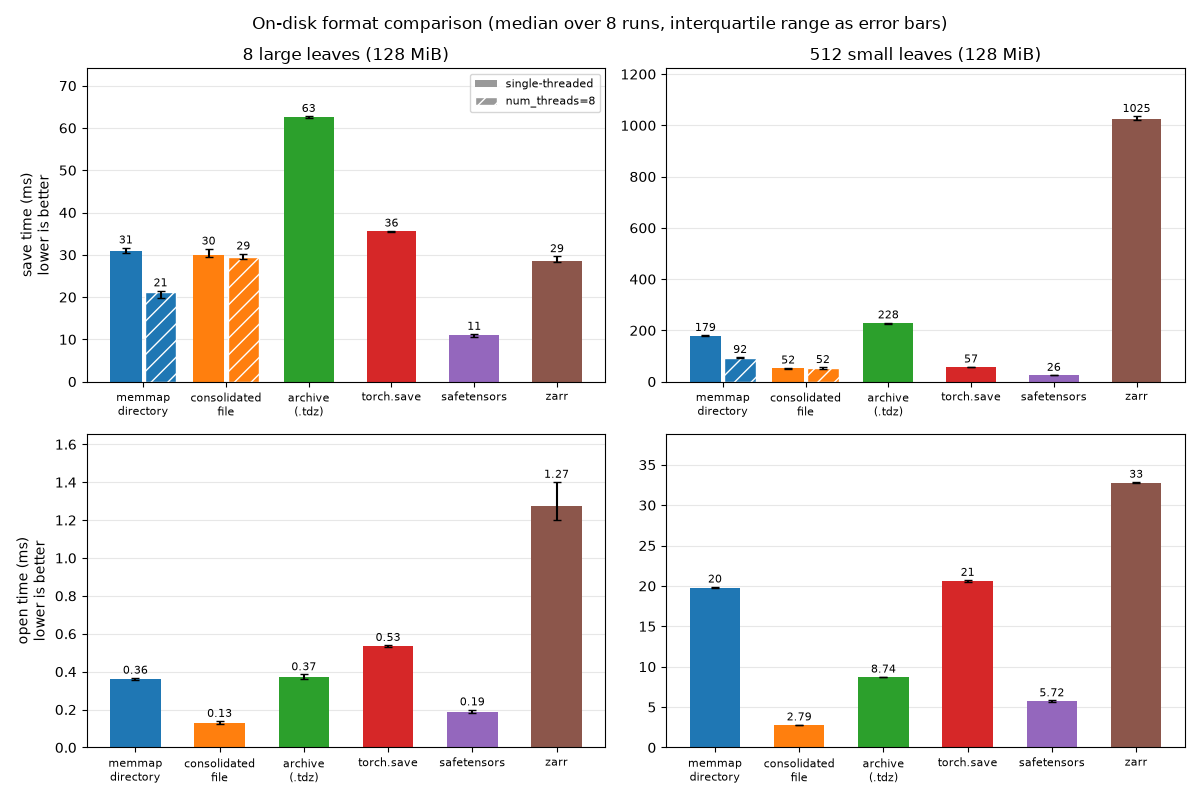 On-disk format comparison (median over 8 runs, interquartile range as error bars)
8 large leaves (128 MiB)
save time (ms)
lower is better
70
60
50
40
30
20
10
0
single-threaded
num_threads=8
31
21
30
29
63
36
11
29
memmap
directory
consolidated
file
archive
(.tdz)
torch.save
safetensors
zarr
512 small leaves (128 MiB)
1200
1000
800
600
400
200
0
179
92
52
52
228
57
26
1025
memmap
directory
consolidated
file
archive
(.tdz)
torch.save
safetensors
zarr
open time (ms)
lower is better
1.6
1.4
1.2
1.0
0.8
0.6
0.4
0.2
0.0
0.36
0.13
0.37
0.53
0.19
1.27
memmap
directory
consolidated
file
archive
(.tdz)
torch.save
safetensors
zarr
35
30
25
20
15
10
5
0
20
2.79
8.74
21
5.72
33
memmap
directory
consolidated
file
archive
(.tdz)
torch.save
safetensors
zarr